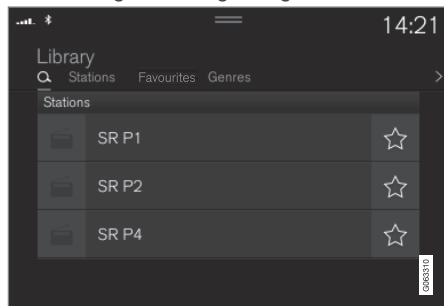 14:21
Library
Stations Favourites Genres
Stations
SR P1
SR P2
SR P4
G063310